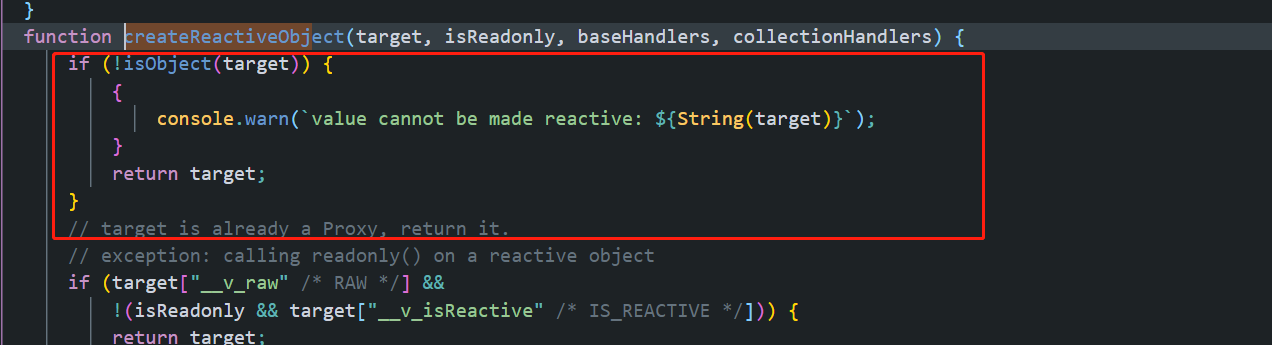 }
function createReactiveObject(target, isReadonly, baseHandlers, collectionHandlers) {
if (!isObject(target)) {
{
console.warn(`value cannot be made reactive: ${String(target)}`);
}
return target;
}
// target is already a Proxy, return it.
// exception: calling readonly() on a reactive object
if (target["__v_raw" /* RAW */] &&
!(isReadonly && target["__v_isReactive" /* IS_REACTIVE */])) {
return target;